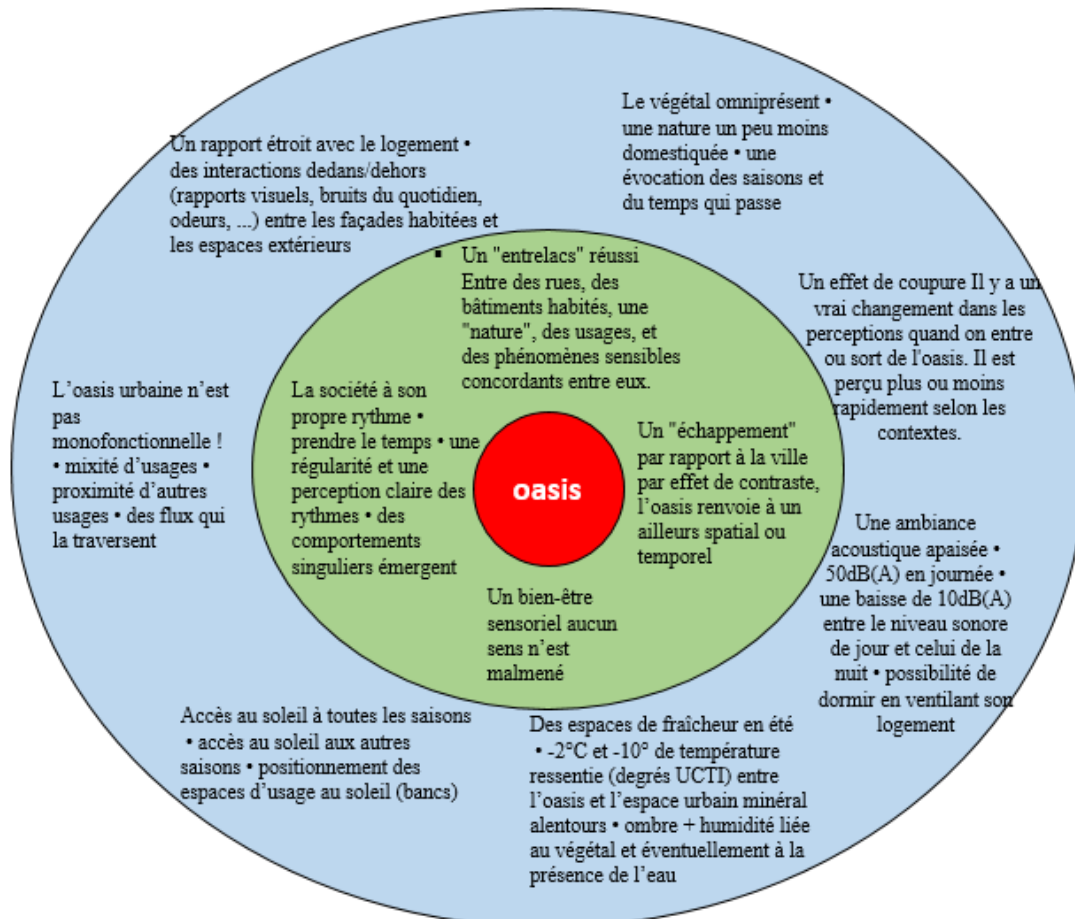 Le végétal omniprésent •
une nature un peu moins
domestiquée • une
évocation des saisons et
du temps qui passe
Un rapport étroit avec le logement •
des interactions dedans/dehors
(rapports visuels, bruits du quotidien,
odeurs, ...) entre les façades habitées et
les espaces extérieurs
▪ Un "entrelacs" réussi
Entre des rues, des
bâtiments habités, une
"nature", des usages, et
des phénomènes sensibles
concordants entre eux.
Un effet de coupure Il y a un
vrai changement dans les
perceptions quand on entre
ou sort de l'oasis. Il est
perçu plus ou moins
rapidement selon les
contextes.
L’oasis urbaine n’est
pas
monofonctionnelle !
• mixité d’usages •
proximité d’autres
usages • des flux qui
la traversent
La société à son
propre rythme •
prendre le temps • une
régularité et une
perception claire des
rythmes • des
comportements
singuliers émergent
oasis
Un "échappement"
par rapport à la ville
par effet de contraste,
l’oasis renvoie à un
ailleurs spatial ou
temporel
Une ambiance
acoustique apaisée •
50dB(A) en journée •
une baisse de 10dB(A)
entre le niveau sonore
de jour et celui de la
nuit • possibilité de
dormir en ventilant son
logement
Un bien-être
sensoriel aucun
sens n’est
malmené
Accès au soleil à toutes les saisons
• accès au soleil aux autres
saisons • positionnement des
espaces d’usage au soleil (bancs)
Des espaces de fraîcheur en été
• -2°C et -10° de température
ressentie (degrés UCTI) entre
l’oasis et l’espace urbain minéral
alentours • ombre + humidité liée
au végétal et éventuellement à la
présence de l’eau